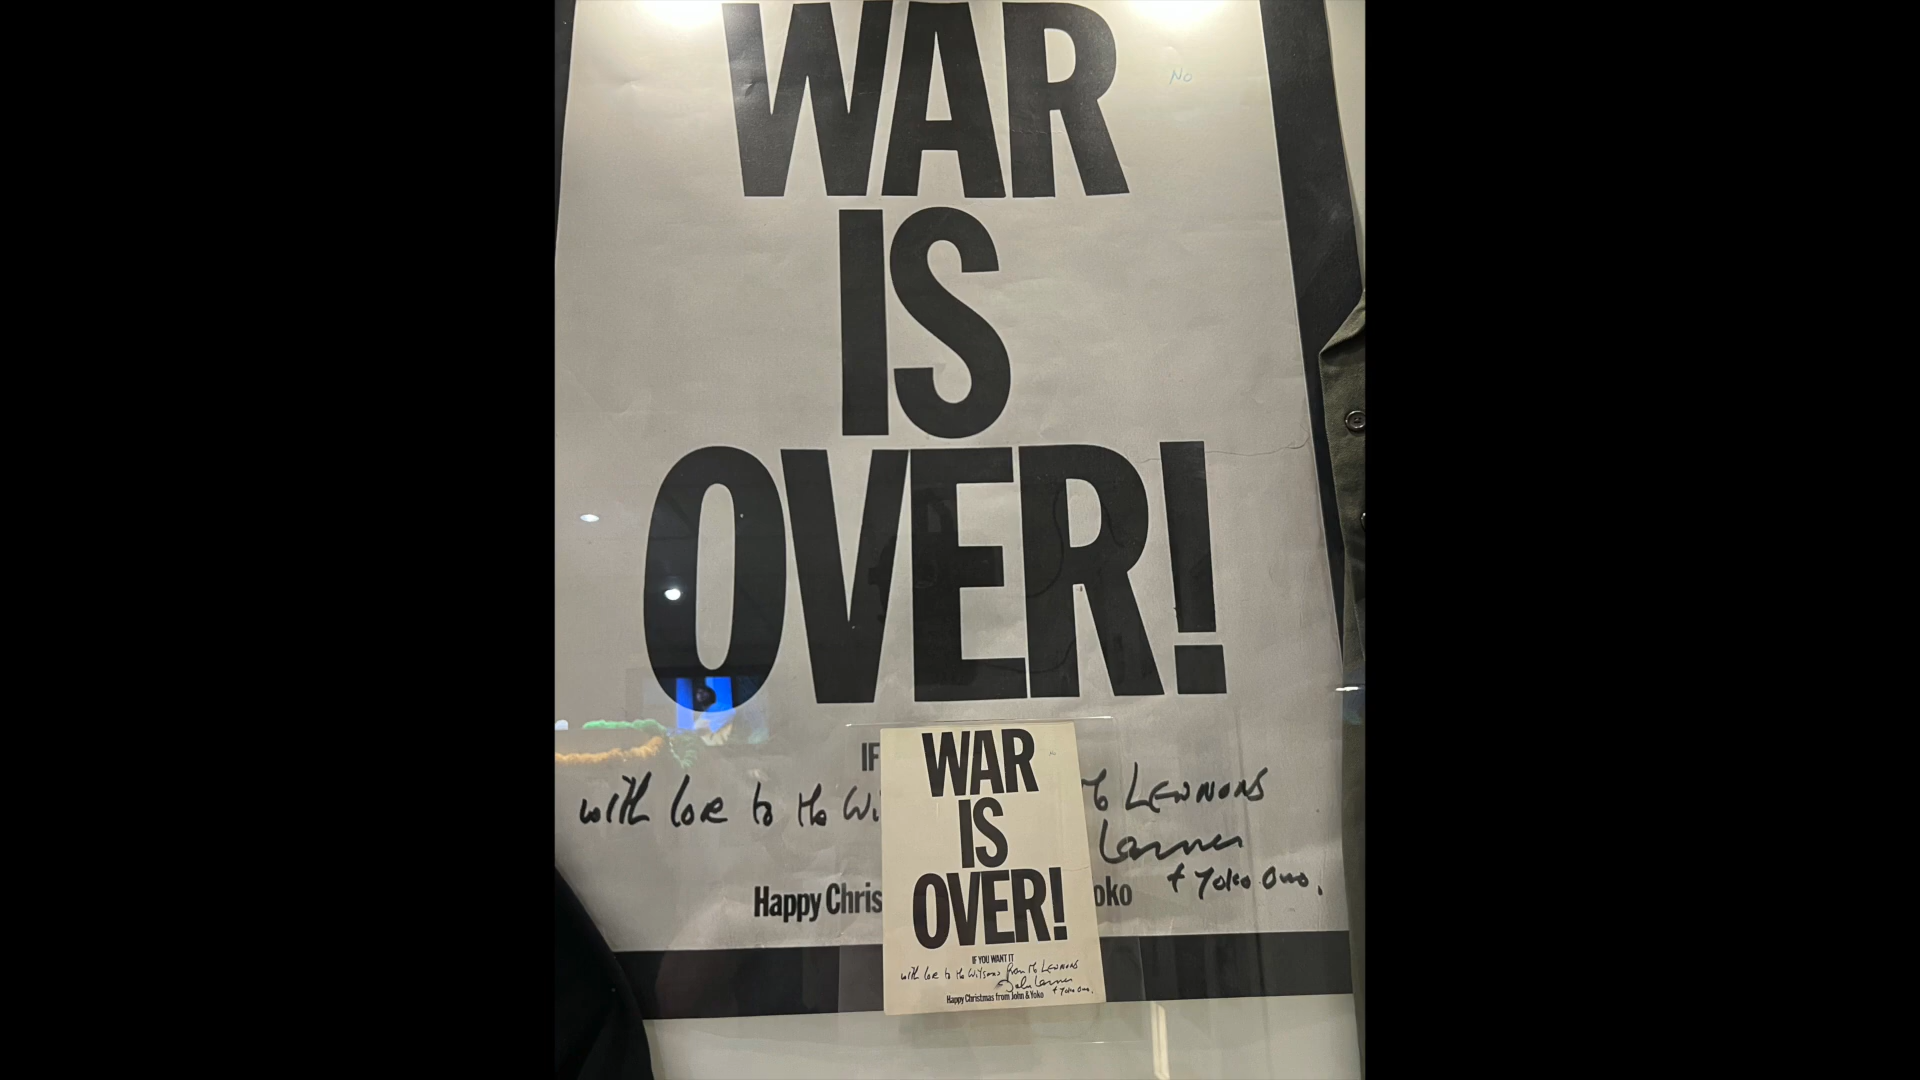 WAR
No
IS
OVER!
IF
with love to the Wi
LENNONS
Lennon
+ Yoko Ono.
Happy Chris
oko
WAR
No
IS
OVER!
IF YOU WANT IT
with love to the Wilsons from the LENNONS
John Lennon
+ Yoko Ono.
Happy Christmas from John & Yoko